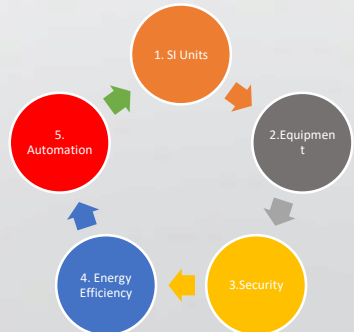 1. SI Units
2.Equipmen
t
3.Security
4. Energy
Efficiency
5.
Automation